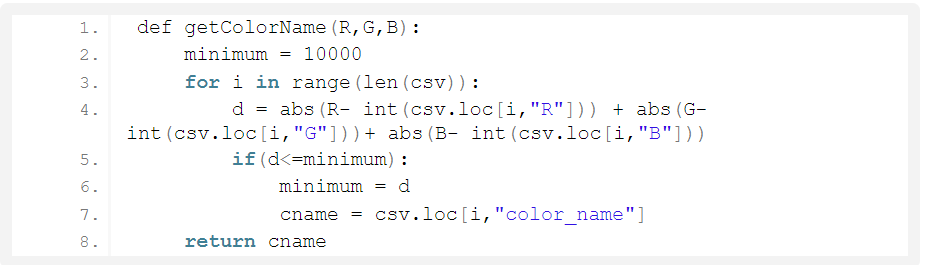 1. def getColorName(R,G,B):
2. minimum = 10000
3. for i in range(len(csv)):
4. d = abs(R- int(csv.loc[i,"R"])) + abs(G-
int(csv.loc[i,"G"]))+ abs(B- int(csv.loc[i,"B"]))
5. if(d<=minimum):
6. minimum = d
7. cname = csv.loc[i,"color_name"]
8. return cname